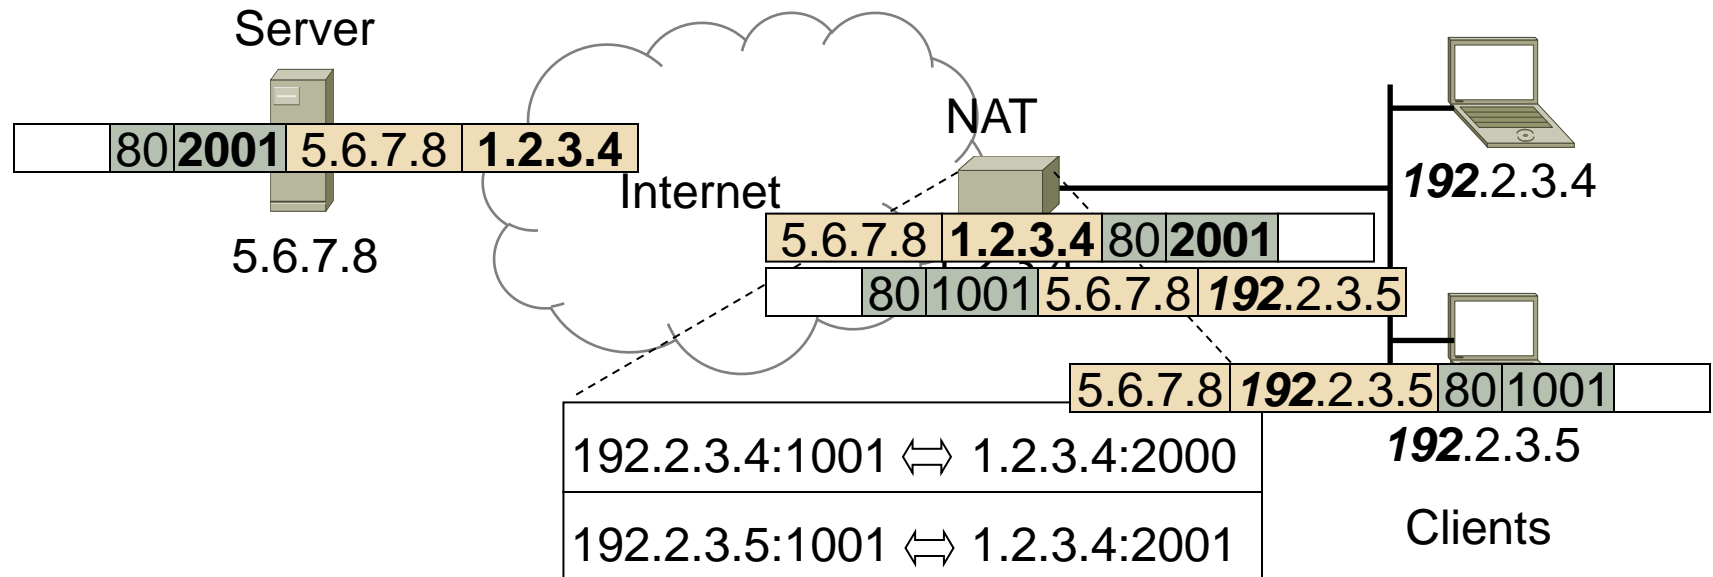 Server
NAT
80 2001 5.6.7.8 1.2.3.4
Internet
192.2.3.4
5.6.7.8 1.2.3.4 80 2001
5.6.7.8
80 1001 5.6.7.8 192.2.3.5
5.6.7.8 192.2.3.5 80 1001
192.2.3.5
192.2.3.4:1001 ⇔ 1.2.3.4:2000
192.2.3.5:1001 ⇔ 1.2.3.4:2001
Clients